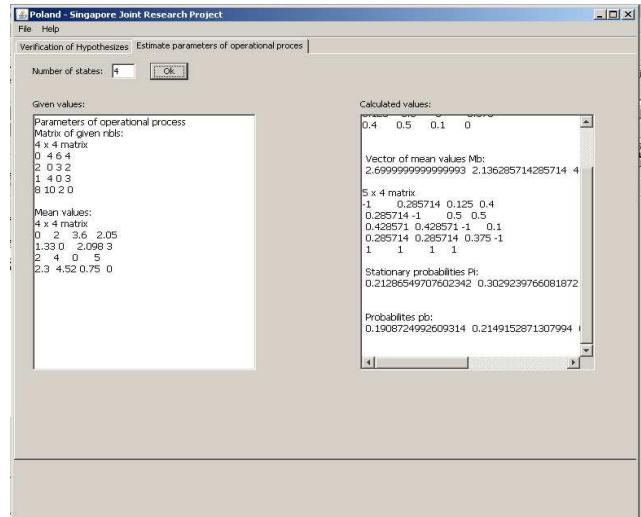 Poland - Singapore Joint Research Project
File Help
Verification of Hypothesizes Estimate parameters of operational proces
Number of states: 4 Ok
Given values:
Parameters of operational process
Matrix of given nbls:
4 x 4 matrix
0 4 6 4
2 0 3 2
1 4 0 3
8 10 2 0
Mean values:
4 x 4 matrix
0 2 3.6 2.05
1.33 0 2.098 3
2 4 0 5
2.3 4.52 0.75 0
Calculated values:
0.4 0.5 0.1 0
Vector of mean values Mb:
2.6999999999999993 2.136285714285714 4
5 x 4 matrix
-1 0.285714 0.125 0.4
0.285714 -1 0.5 0.5
0.428571 0.428571 -1 0.1
0.285714 0.285714 0.375 -1
1 1 1 1
Stationary probabilities Pi:
0.21286549707602342 0.3029239766081872
Probabilites pb:
0.1908724992609314 0.2149152871307994